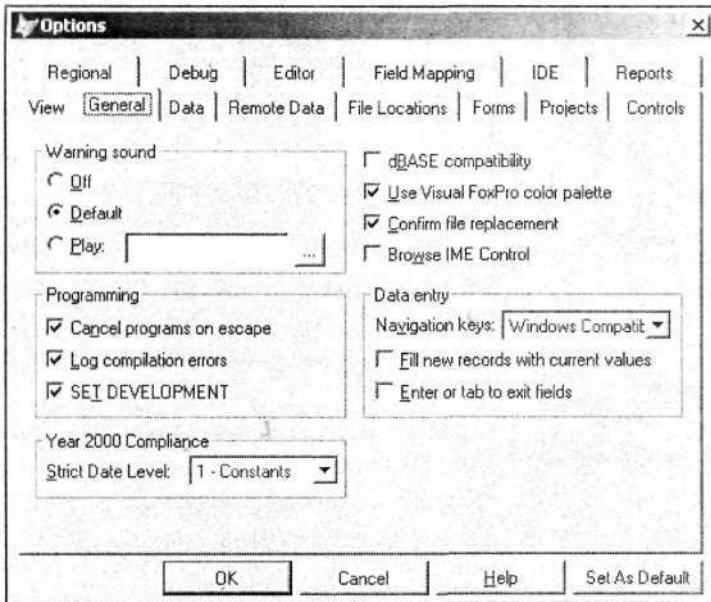 Options
Regional Debug Editor Field Mapping IDE Reports
View General Data Remote Data File Locations Forms Projects Controls
Warning sound
Off
Default
Play: ...
dBASE compatibility
Use Visual FoxPro color palette
Confirm file replacement
Browse IME Control
Programming
Cancel programs on escape
Log compilation errors
SET DEVELOPMENT
Data entry
Navigation keys: Windows Compatit
Fill new records with current values
Enter or tab to exit fields
Year 2000 Compliance
Strict Date Level: 1 - Constants
OK Cancel Help Set As Default